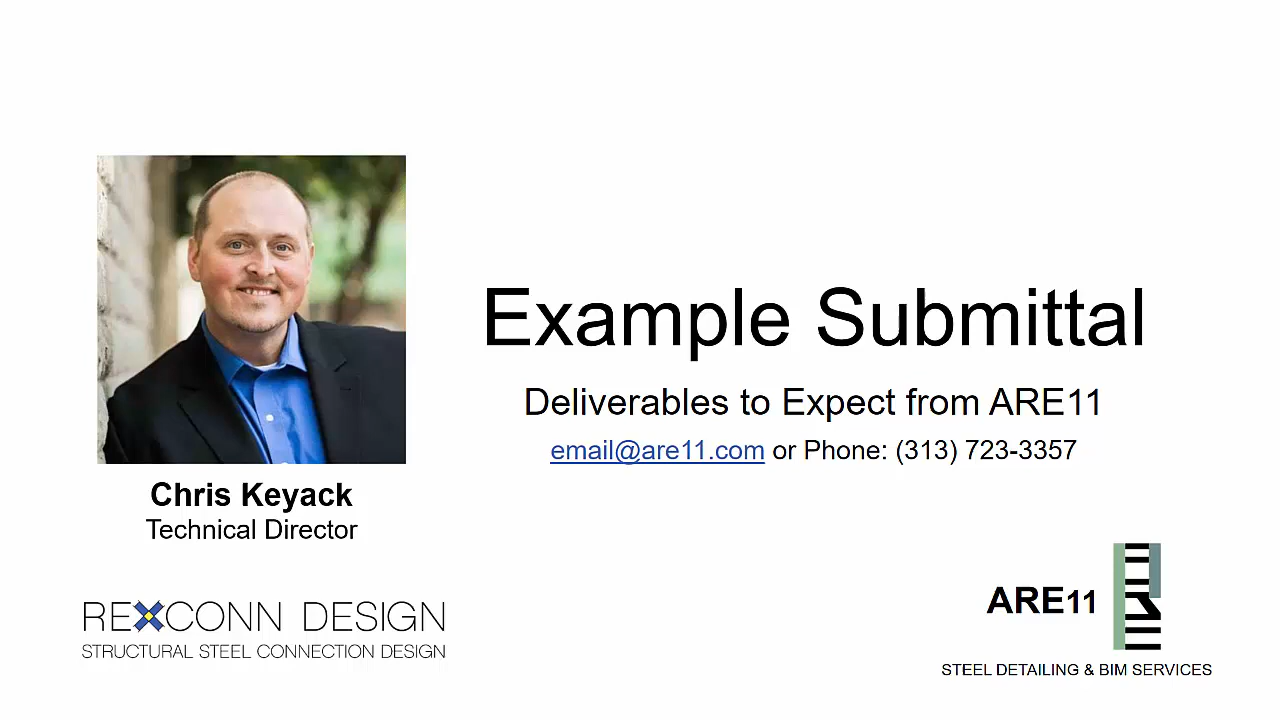 Example Submittal
Deliverables to Expect from ARE11
email@are11.com or Phone: (313) 723-3357
Chris Keyack
Technical Director
REXCONN DESIGN
STRUCTURAL STEEL CONNECTION DESIGN
ARE11
STEEL DETAILING & BIM SERVICES